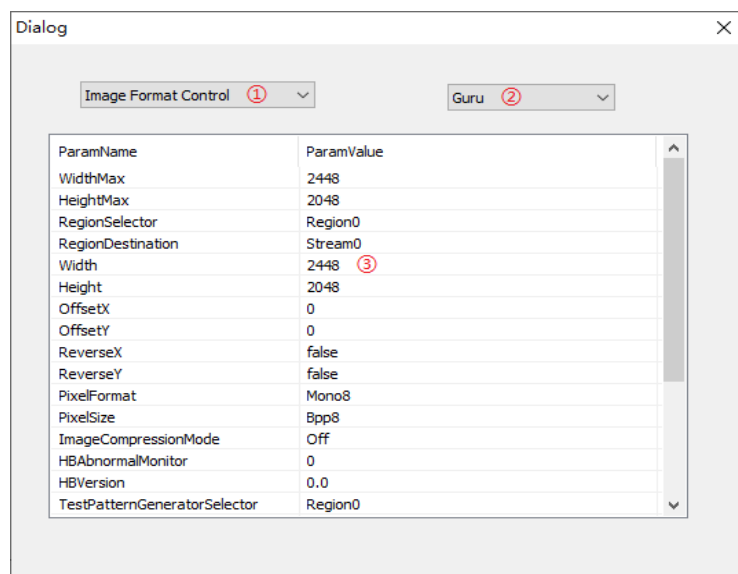 Dialog
Image Format Control ① Guru ②
ParamName ParamValue
WidthMax 2448
HeightMax 2048
RegionSelector Region0
RegionDestination Stream0
Width 2448 ③
Height 2048
OffsetX 0
OffsetY 0
ReverseX false
ReverseY false
PixelFormat Mono8
PixelSize Bpp8
ImageCompressionMode Off
HBAbnormalMonitor 0
HBVersion 0.0
TestPatternGeneratorSelector Region0